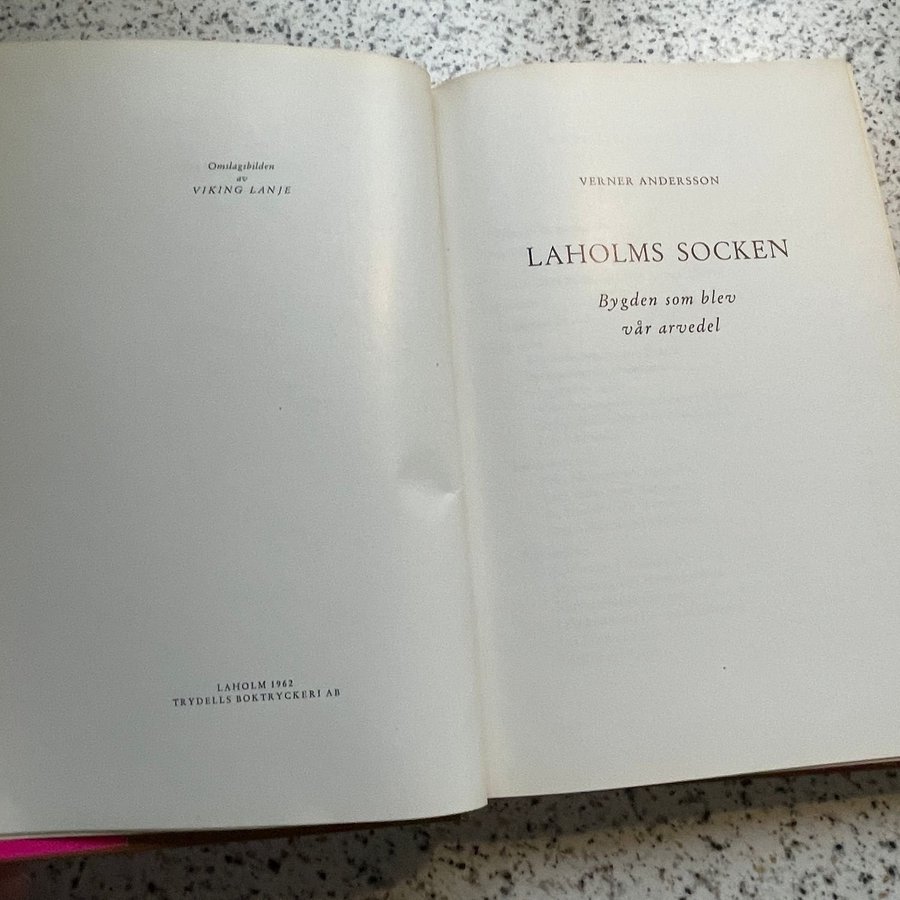 Omslagsbilden
av
VIKING LANJE
LAHOLM 1962
TRYDELLS BOKTRYCKERI AB
VERNER ANDERSSON
LAHOLMS SOCKEN
Bygden som blev
vår arvedel